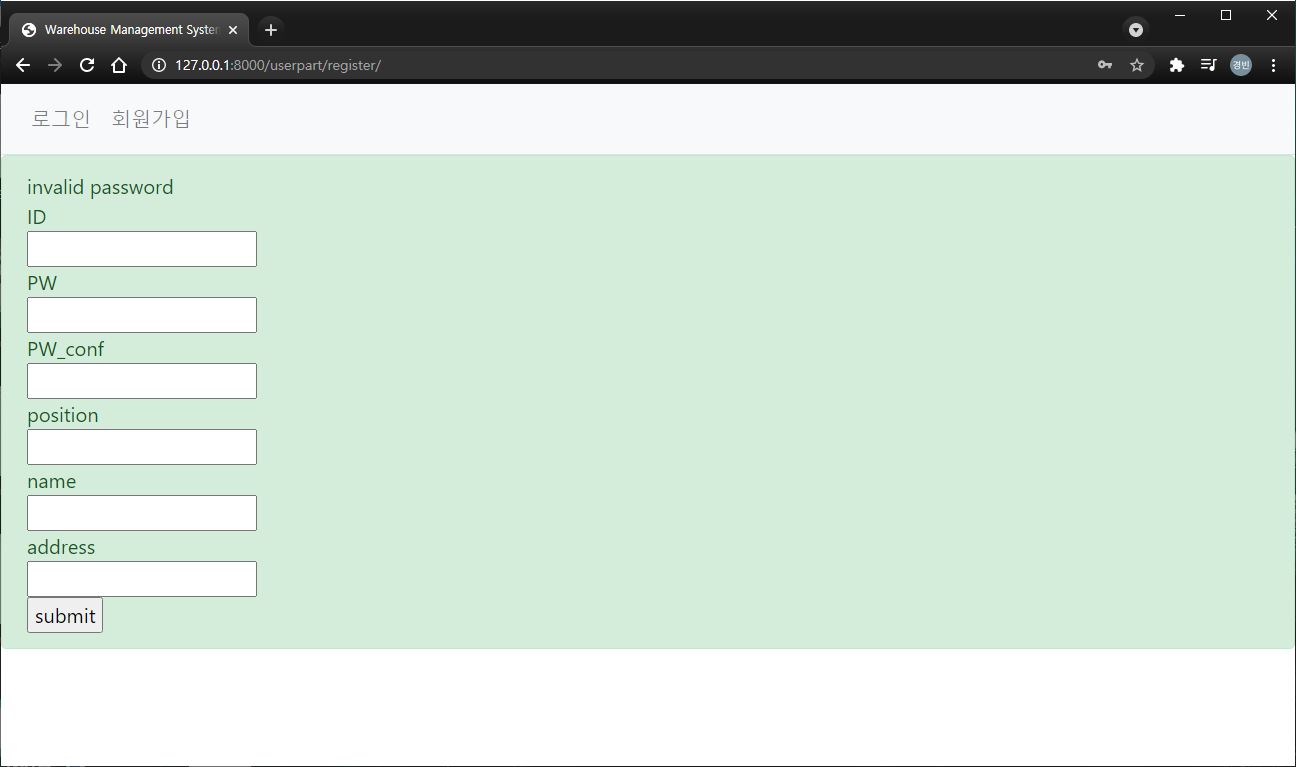 Warehouse Management System
127.0.0.1:8000/userpart/register/
경빈
로그인 회원가입
invalid password
ID
PW
PW_conf
position
name
address
submit